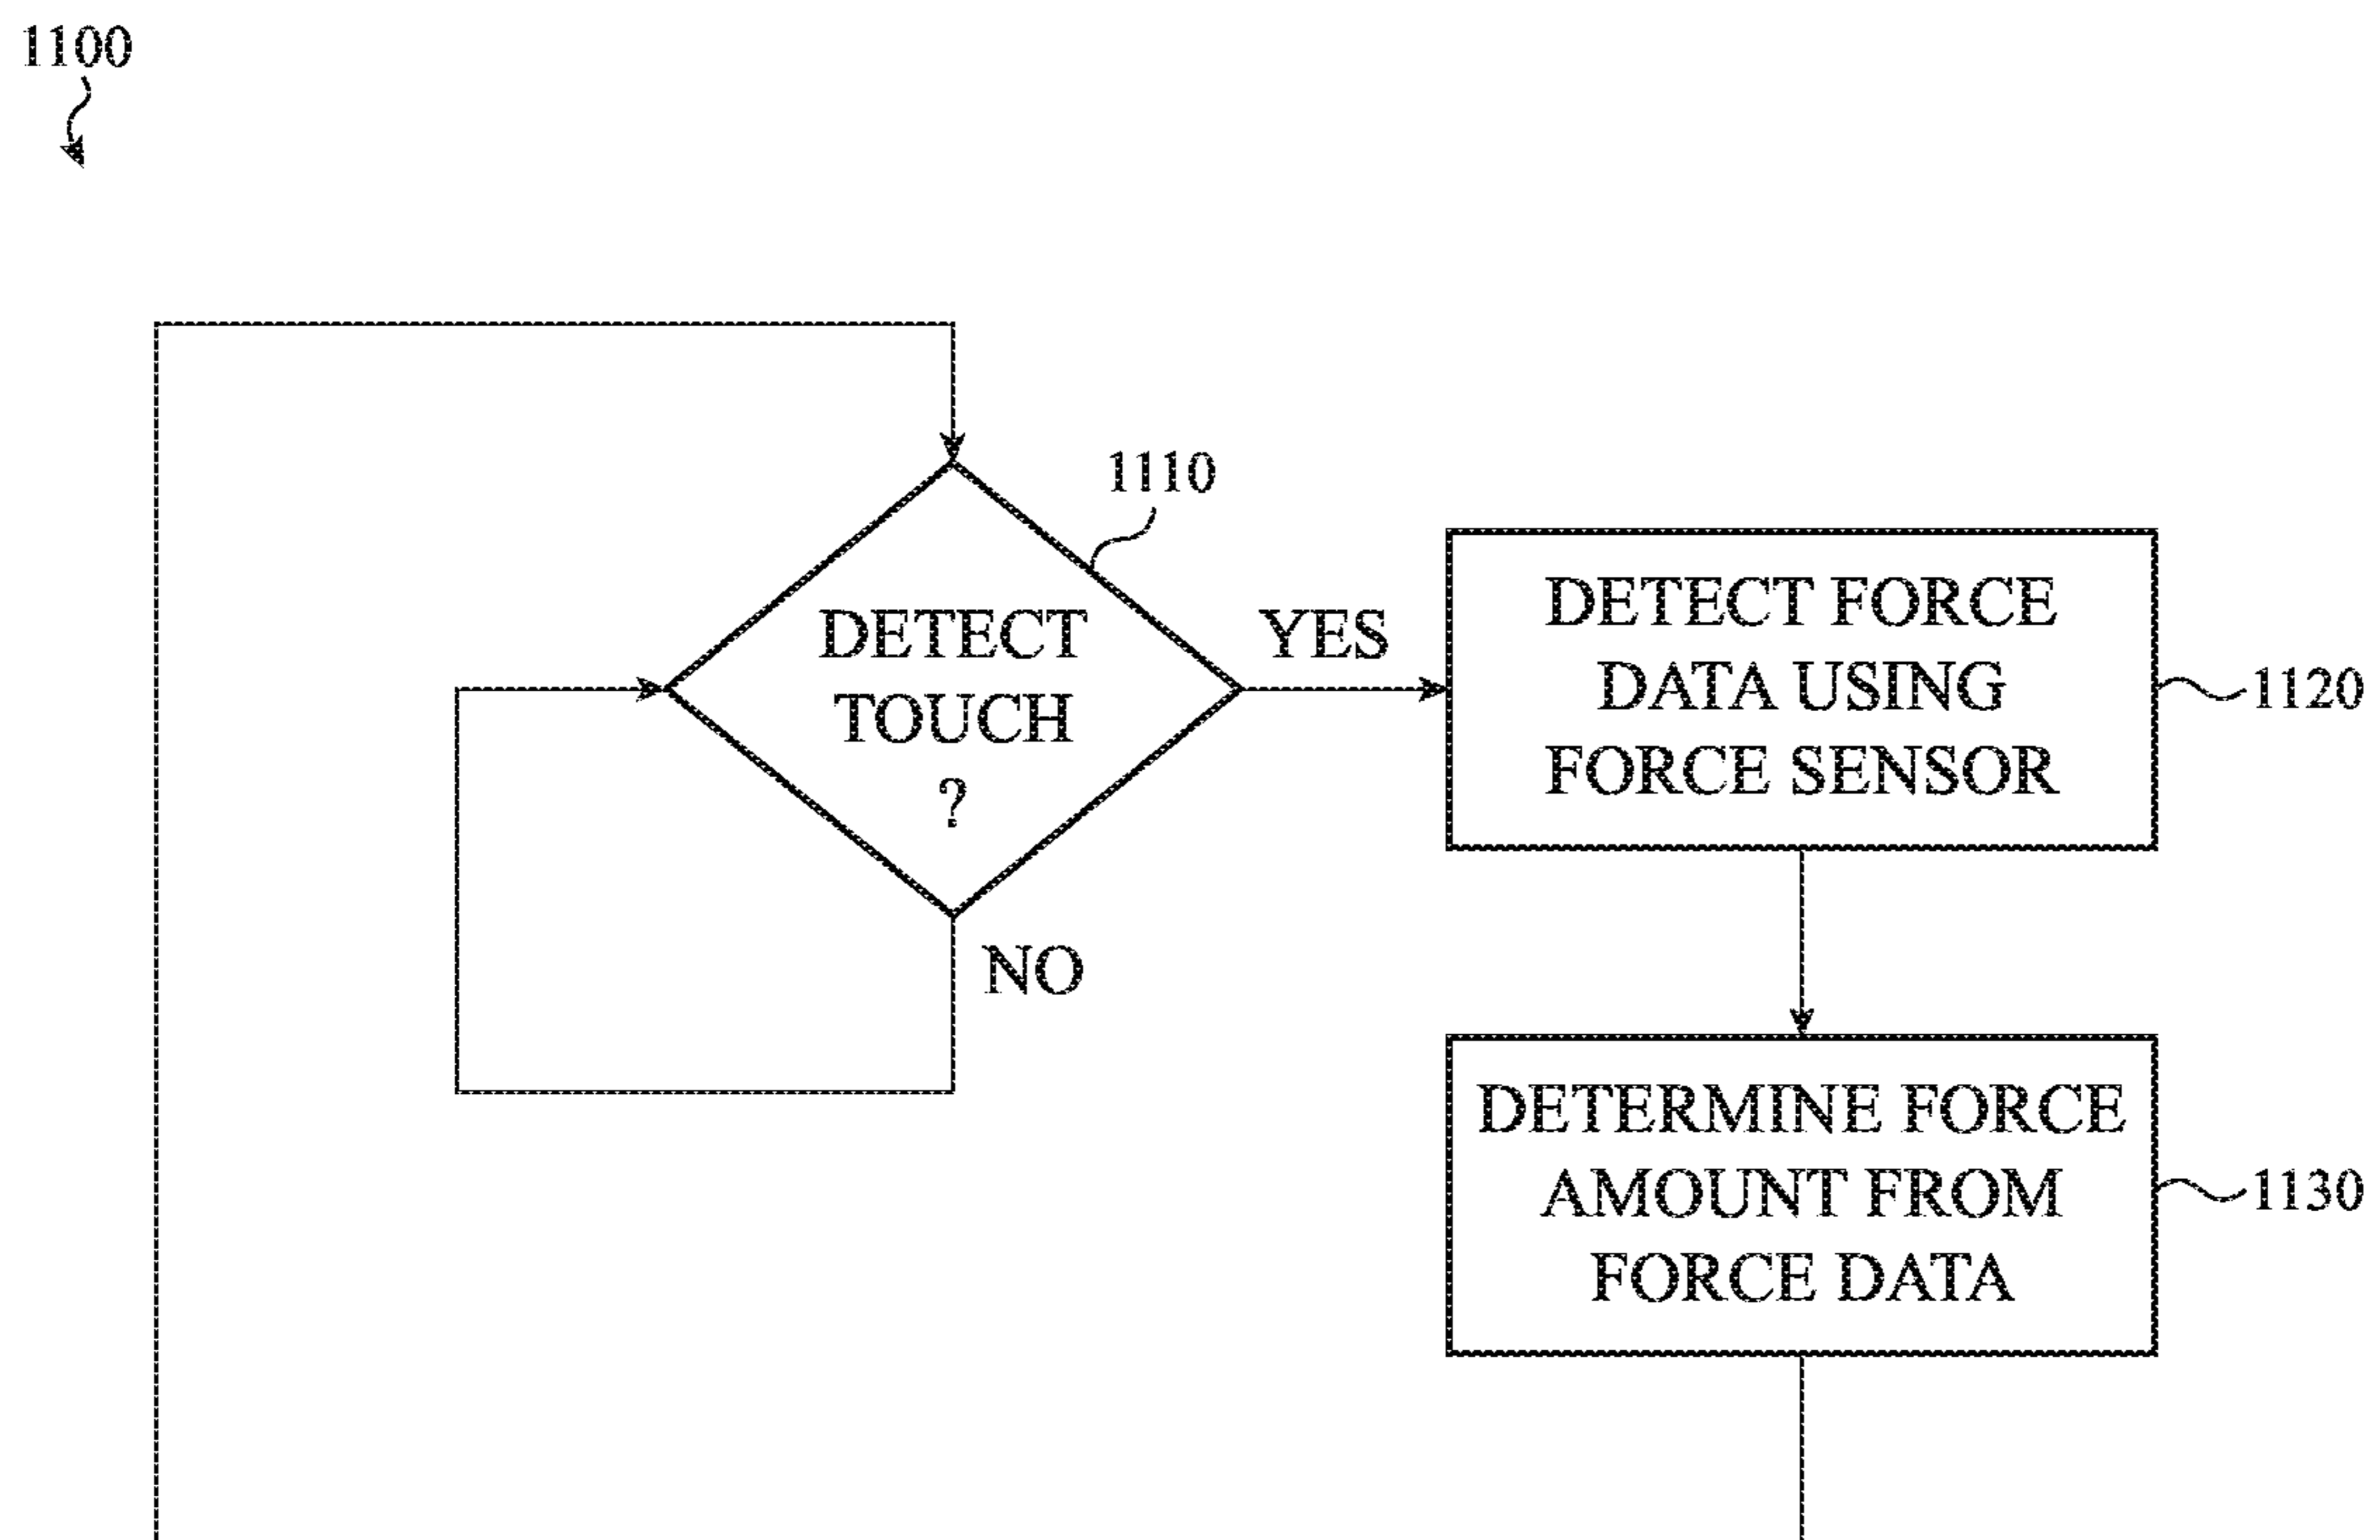 1100
1110
DETECT
TOUCH
?
YES
NO
DETECT FORCE
DATA USING
FORCE SENSOR
1120
DETERMINE FORCE
AMOUNT FROM
FORCE DATA
1130